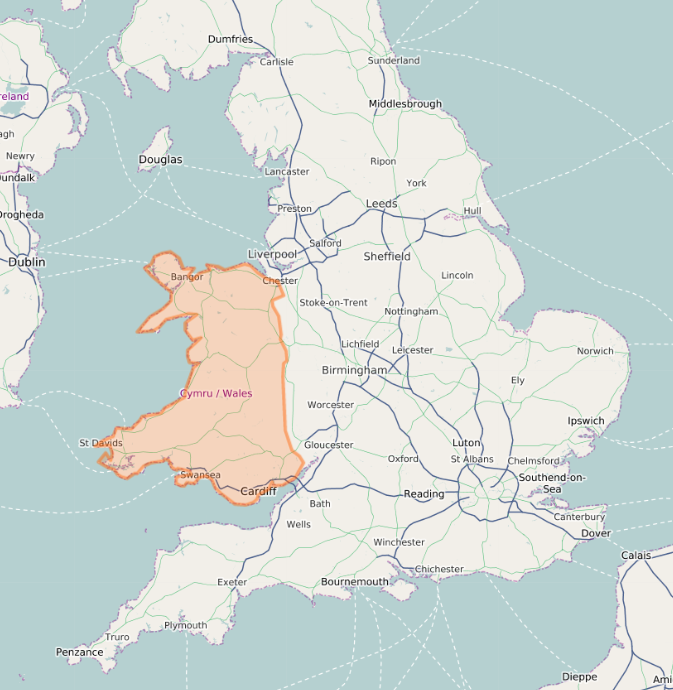 Dumfries
Carlisle
Sunderland
reland
Middlesbrough
agh
Newry
Douglas
Ripon
Lancaster
York
Dundalk
Preston
Leeds
Hull
Drogheda
Salford
Dublin
Liverpool
Sheffield
Bangor
Chester
Lincoln
Stoke-on-Trent
Nottingham
Lichfield
Leicester
Norwich
Birmingham
Ely
Cymru / Wales
Worcester
Ipswich
St Davids
Gloucester
Luton
Oxford
St Albans
Chelmsford
Swansea
Southend-on-
Sea
Cardiff
Reading
Bath
Canterbury
Wells
Dover
Winchester
Calais
Chichester
Exeter
Bournemouth
Plymouth
Truro
Penzance
Dieppe
Ami